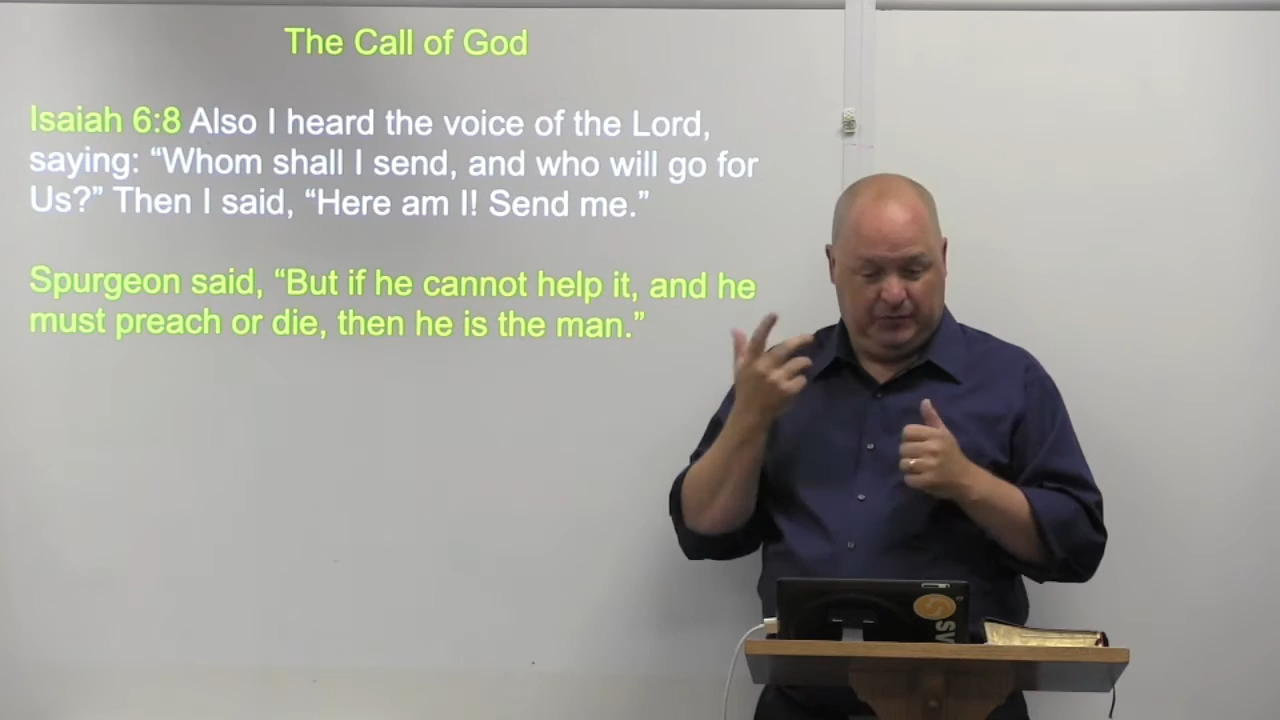 The Call of God
Isaiah 6:8 Also I heard the voice of the Lord,
saying: “Whom shall I send, and who will go for
Us?” Then I said, “Here am I! Send me.”
Spurgeon said, “But if he cannot help it, and he
must preach or die, then he is the man.”
SV